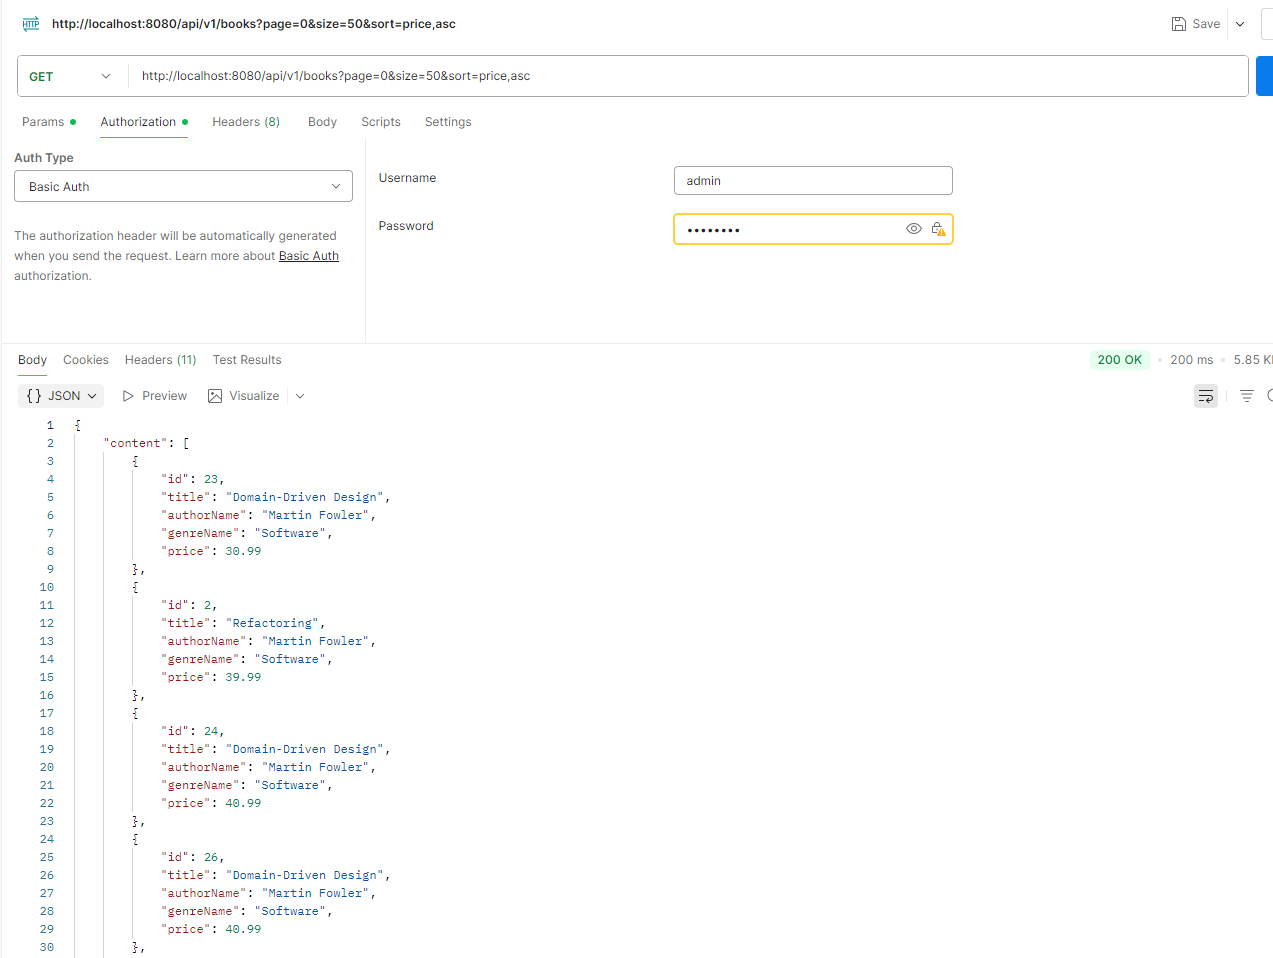 HTTP http://localhost:8080/api/v1/books?page=0&size=50&sort=price,asc Save
GET http://localhost:8080/api/v1/books?page=0&size=50&sort=price,asc
Params Authorization Headers (8) Body Scripts Settings
Auth Type
Basic Auth
The authorization header will be automatically generated
when you send the request. Learn more about Basic Auth
authorization.
Username admin
Password ••••••••
Body Cookies Headers (11) Test Results 200 OK 200 ms 5.85
{} JSON Preview Visualize
1 {
2 "content": [
3 {
4 "id": 23,
5 "title": "Domain-Driven Design",
6 "authorName": "Martin Fowler",
7 "genreName": "Software",
8 "price": 30.99
9 },
10 {
11 "id": 2,
12 "title": "Refactoring",
13 "authorName": "Martin Fowler",
14 "genreName": "Software",
15 "price": 39.99
16 },
17 {
18 "id": 24,
19 "title": "Domain-Driven Design",
20 "authorName": "Martin Fowler",
21 "genreName": "Software",
22 "price": 40.99
23 },
24 {
25 "id": 26,
26 "title": "Domain-Driven Design",
27 "authorName": "Martin Fowler",
28 "genreName": "Software",
29 "price": 40.99
30 },